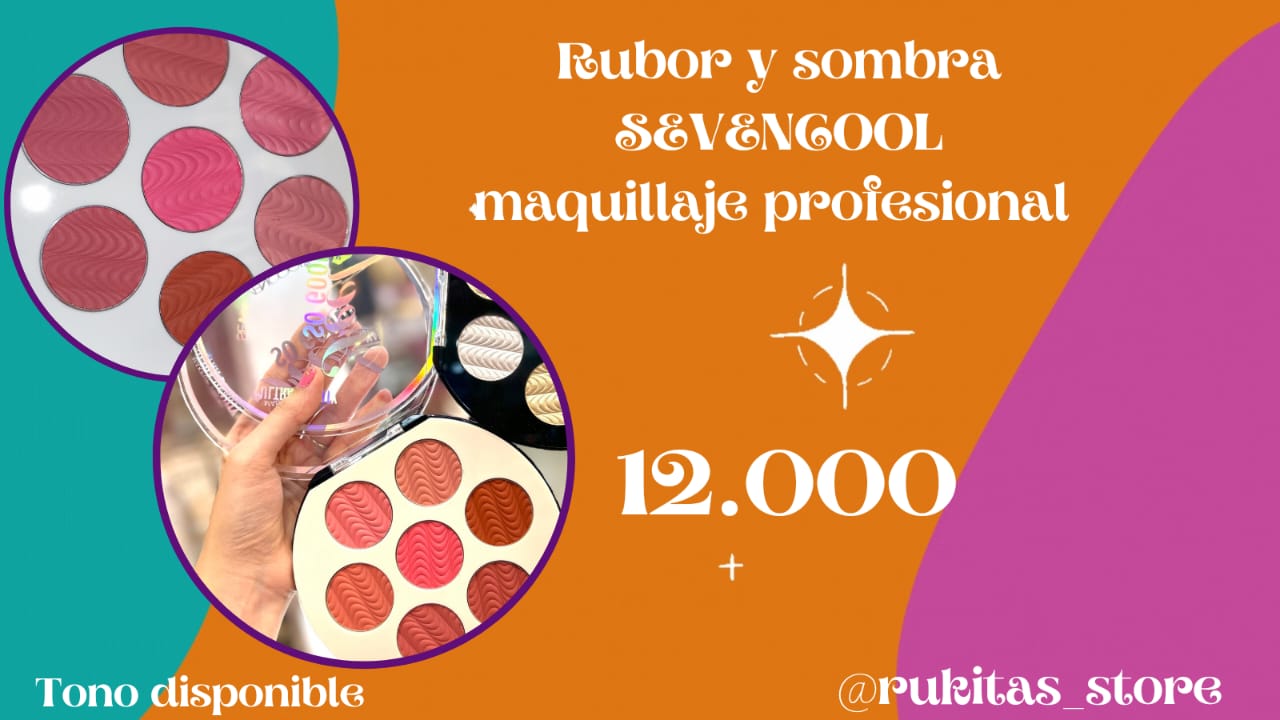 Rubor y sombra
SEVENCOOL
maquillaje profesional
12.000
Tono disponible
@rukitas_store